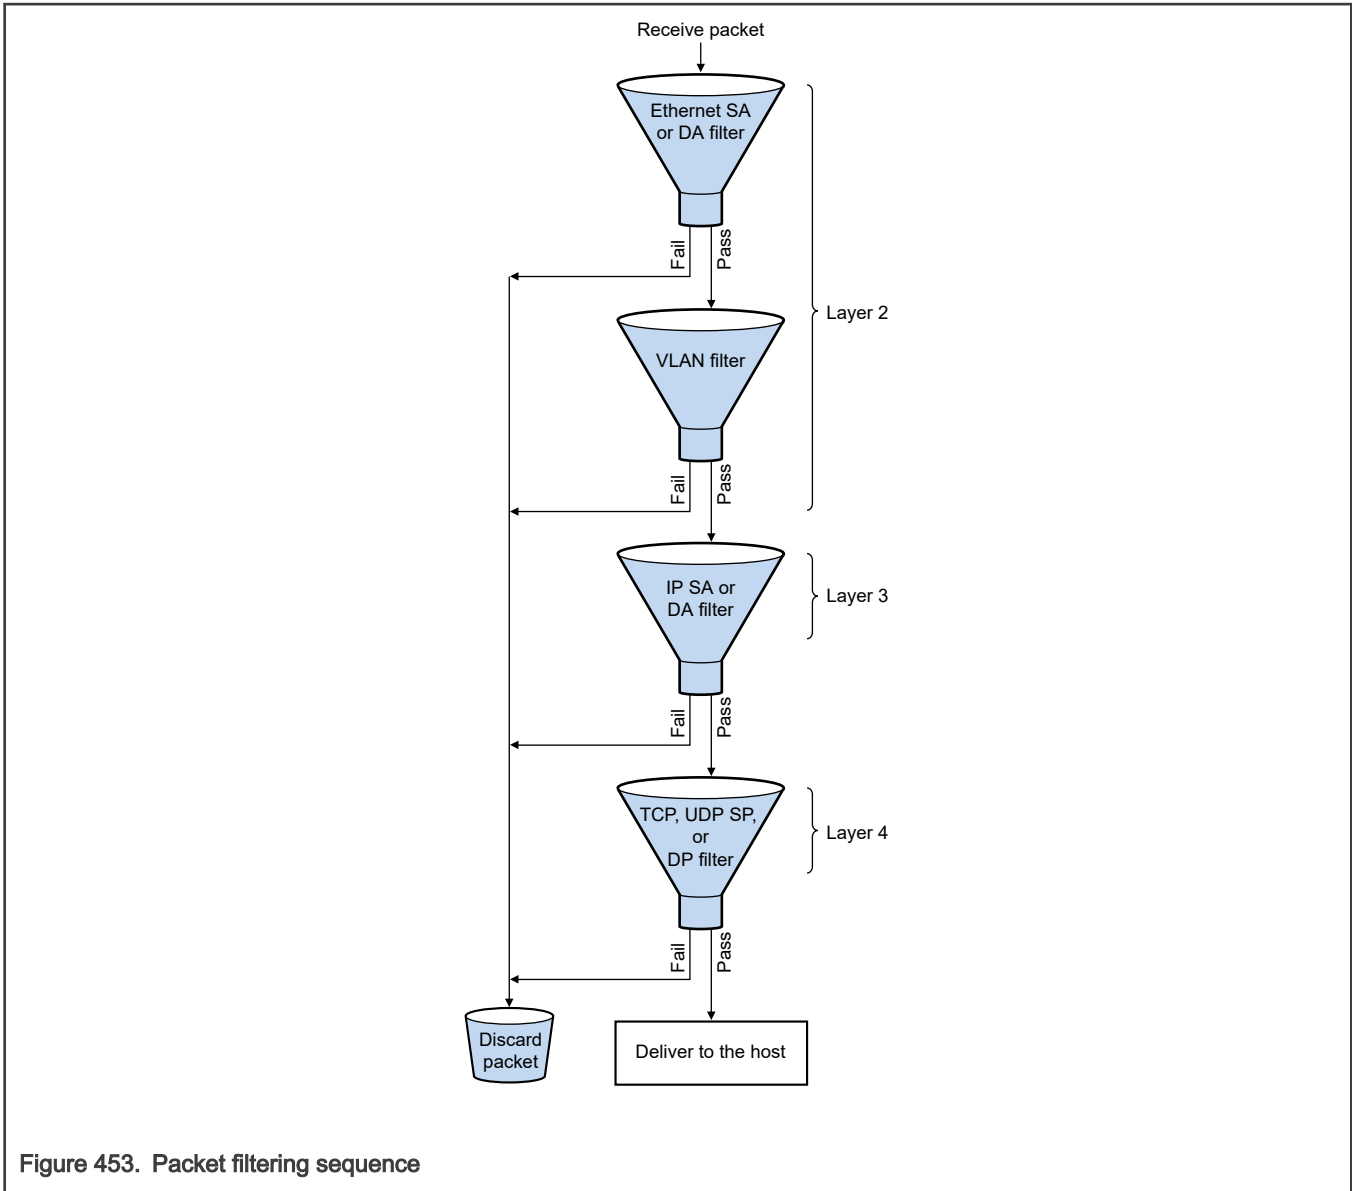 Receive packet
Ethernet SA
or DA filter
Fail
Pass
Layer 2
VLAN filter
Fail
Pass
IP SA or
DA filter
Layer 3
Fail
Pass
TCP, UDP SP,
or
DP filter
Layer 4
Fail
Pass
Discard
packet
Deliver to the host
Figure 453. Packet filtering sequence